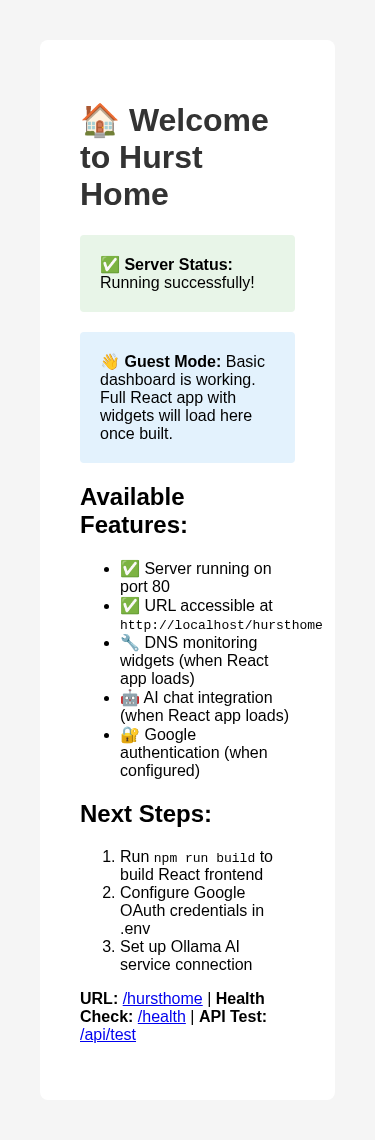 🏠 Welcome
to Hurst
Home
✅ Server Status:
Running successfully!
👋 Guest Mode: Basic
dashboard is working.
Full React app with
widgets will load here
once built.
Available
Features:
• ✅ Server running on
port 80
• ✅ URL accessible at
http://localhost/hursthome
• 🔧 DNS monitoring
widgets (when React
app loads)
• 🤖 AI chat integration
(when React app loads)
• 🔐 Google
authentication (when
configured)
Next Steps:
1. Run npm run build to
build React frontend
2. Configure Google
OAuth credentials in
.env
3. Set up Ollama AI
service connection
URL: /hursthome | Health
Check: /health | API Test:
/api/test